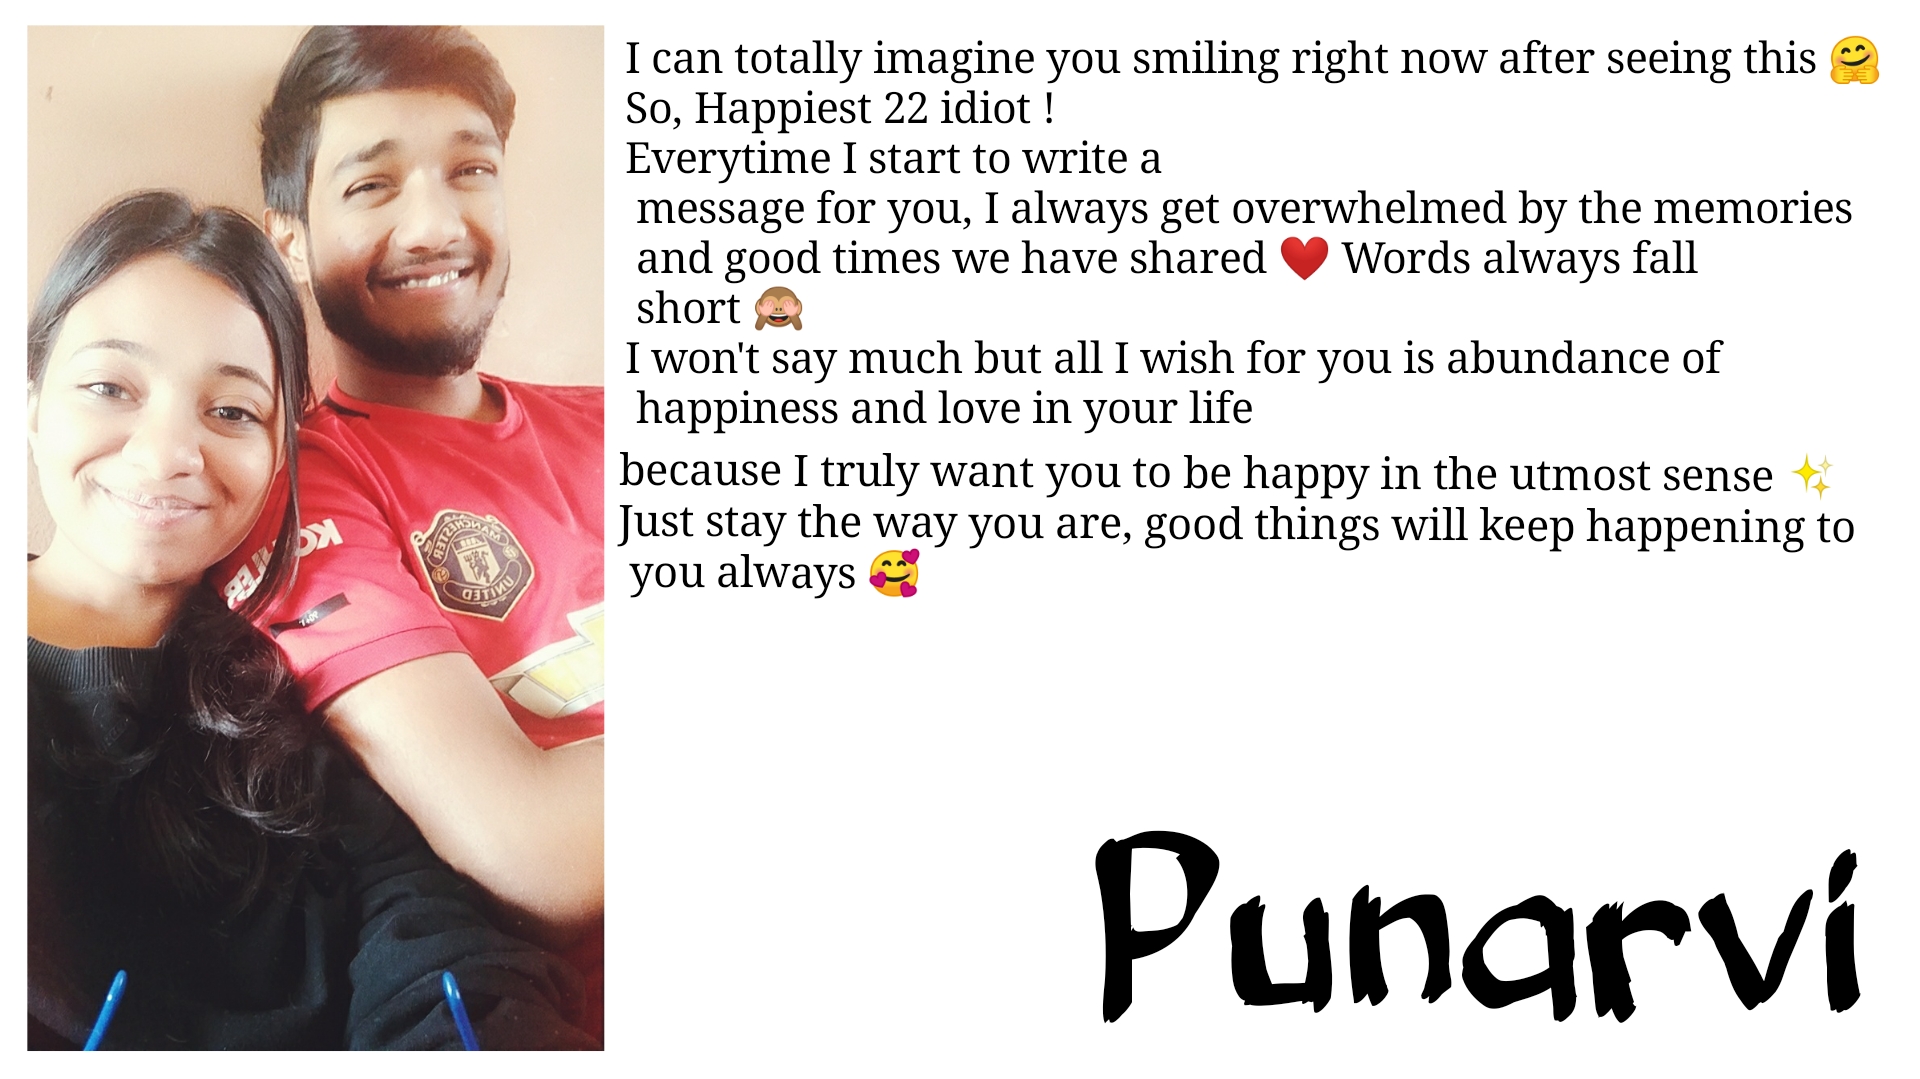 I can totally imagine you smiling right now after seeing this 🤗
So, Happiest 22 idiot !
Everytime I start to write a
message for you, I always get overwhelmed by the memories
and good times we have shared ❤️ Words always fall
short 🙈
I won't say much but all I wish for you is abundance of
happiness and love in your life
because I truly want you to be happy in the utmost sense ✨
Just stay the way you are, good things will keep happening to
you always 🥰
Punarvi
MANCHESTER
UNITED